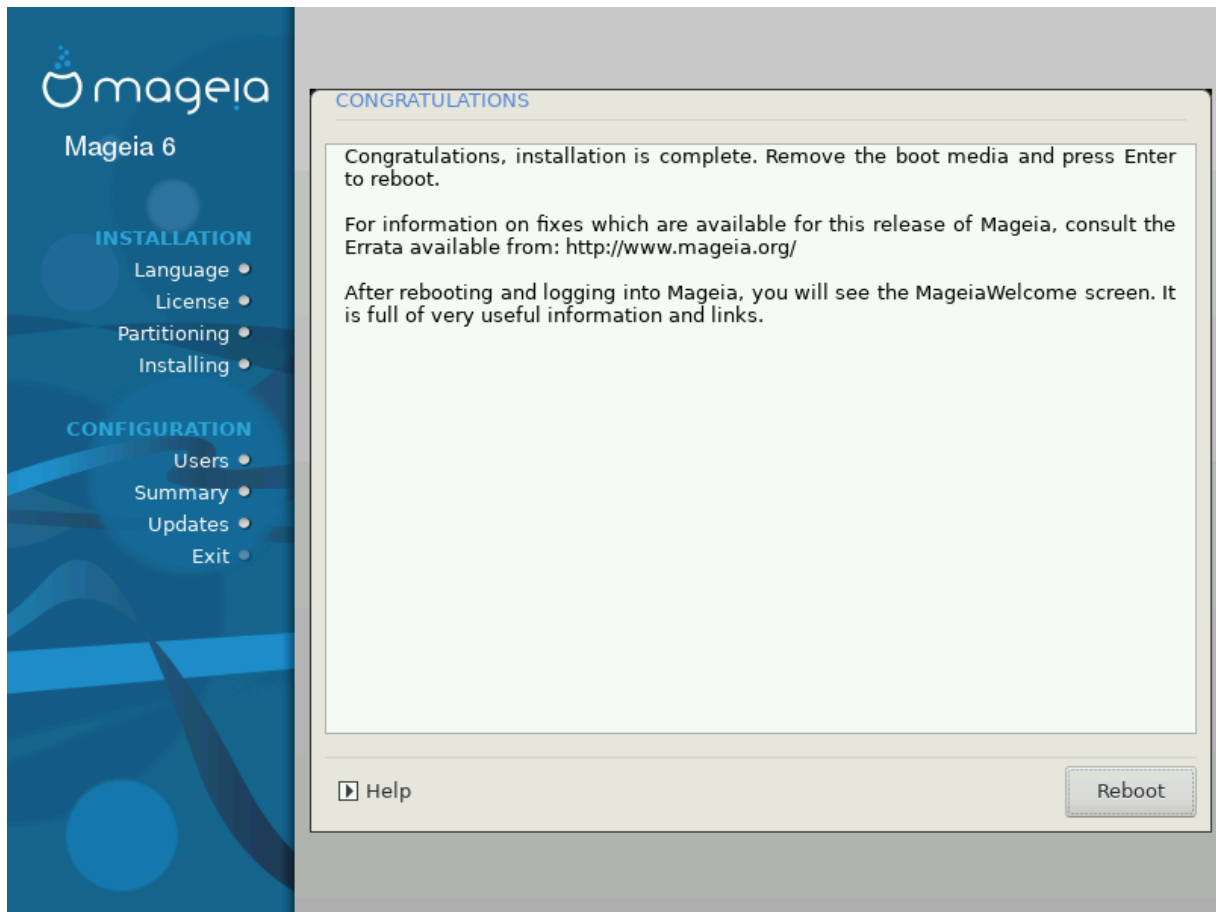 mageia
Mageia 6
INSTALLATION
Language
License
Partitioning
Installing
CONFIGURATION
Users
Summary
Updates
Exit
CONGRATULATIONS
Congratulations, installation is complete. Remove the boot media and press Enter
to reboot.
For information on fixes which are available for this release of Mageia, consult the
Errata available from: http://www.mageia.org/
After rebooting and logging into Mageia, you will see the MageiaWelcome screen. It
is full of very useful information and links.
Help
Reboot